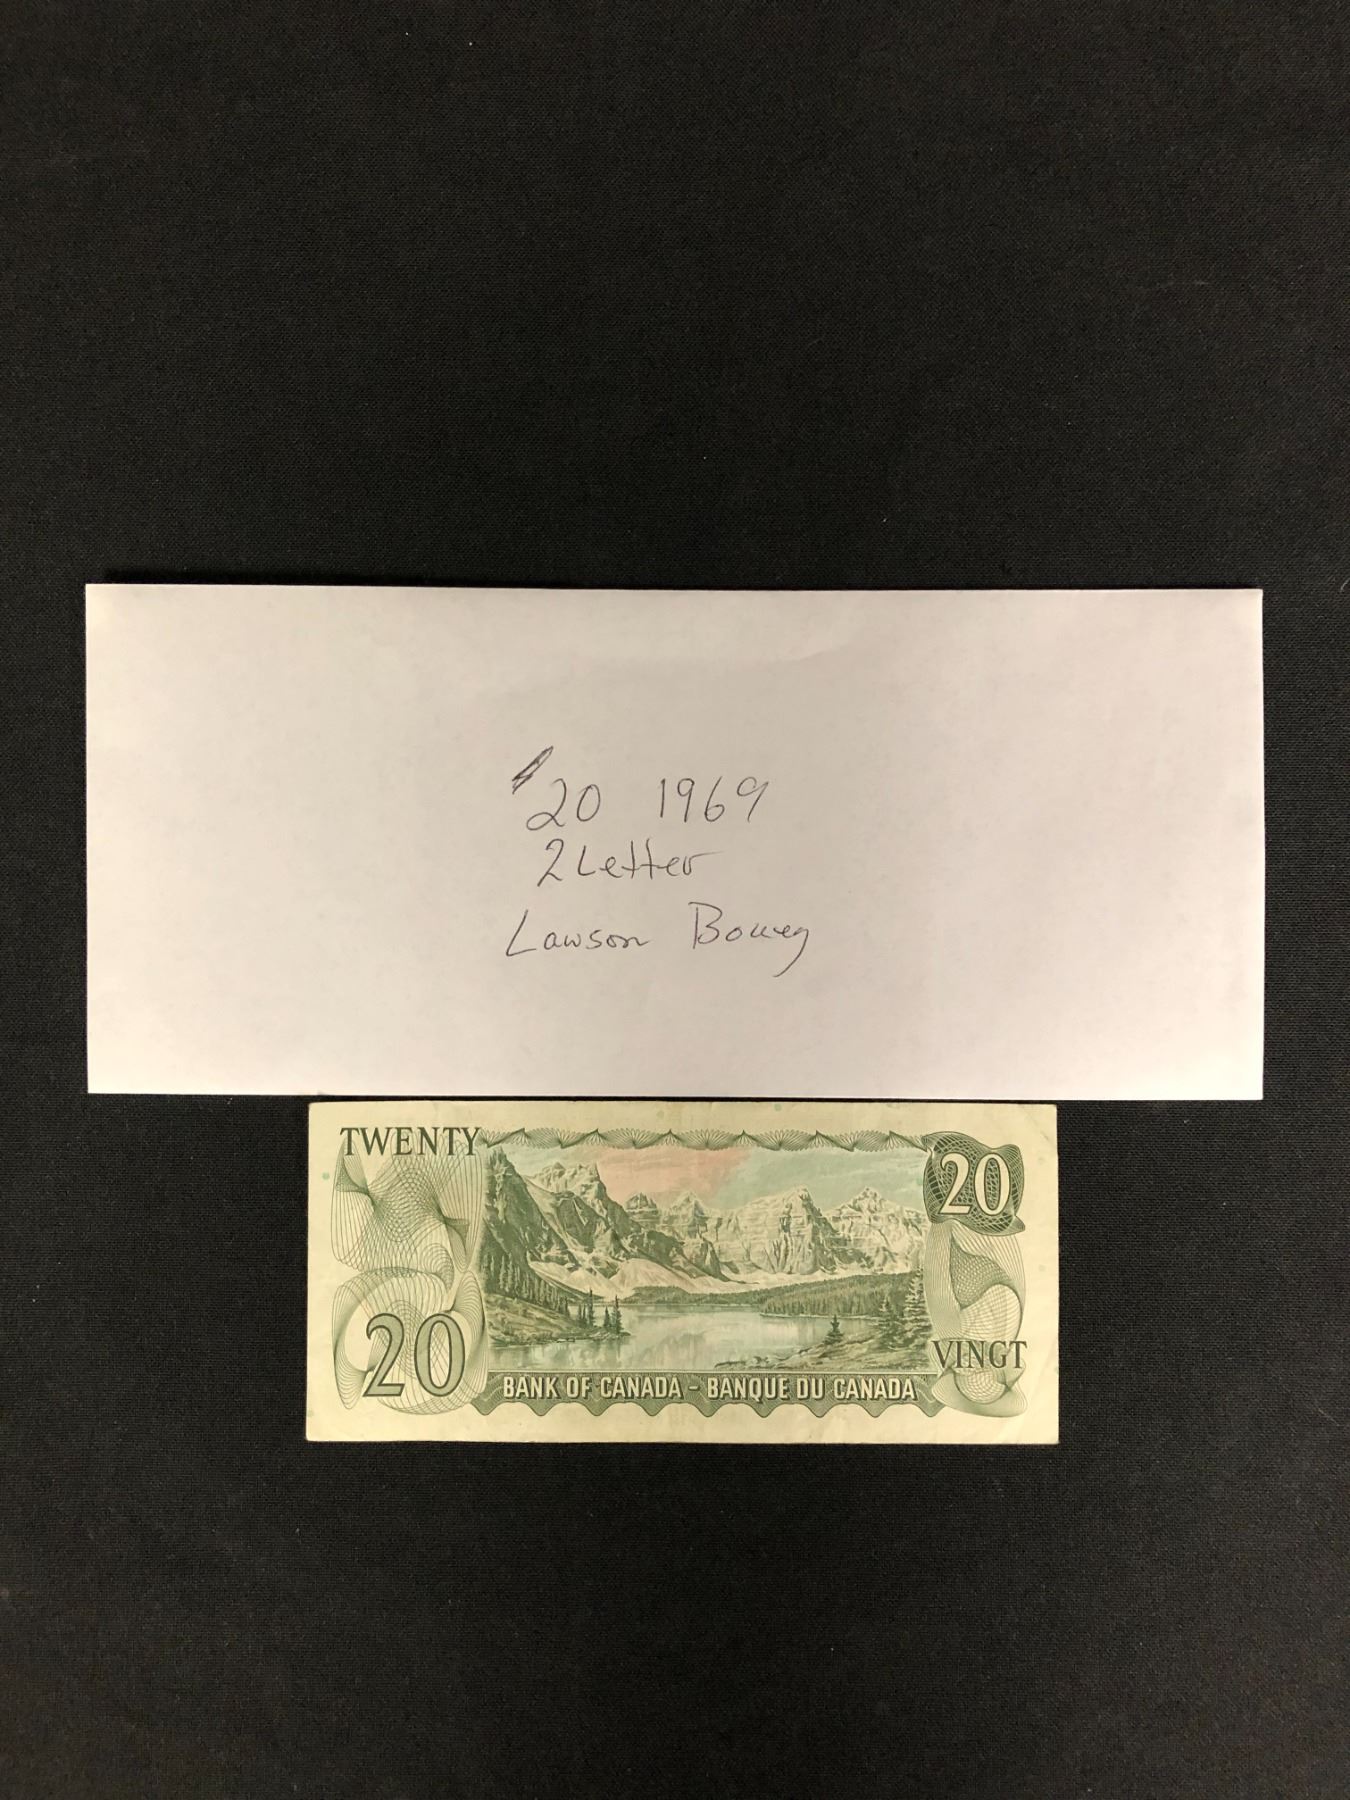 $20 1969
2 Letter
Lawson Bouey
TWENTY
20
20
VINGT
BANK OF CANADA - BANQUE DU CANADA